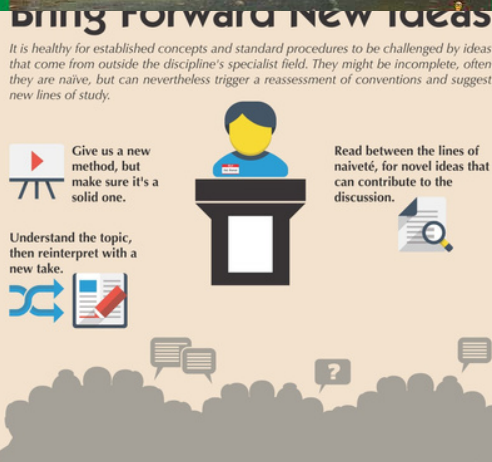 Bring Forward New Ideas
It is healthy for established concepts and standard procedures to be challenged by ideas
that come from outside the discipline's specialist field. They might be incomplete, often
they are naïve, but can nevertheless trigger a reassessment of conventions and suggest
new lines of study.
Give us a new
method, but
make sure it's a
solid one.
Read between the lines of
naiveté, for novel ideas that
can contribute to the
discussion.
Understand the topic,
then reinterpret with a
new take.
?